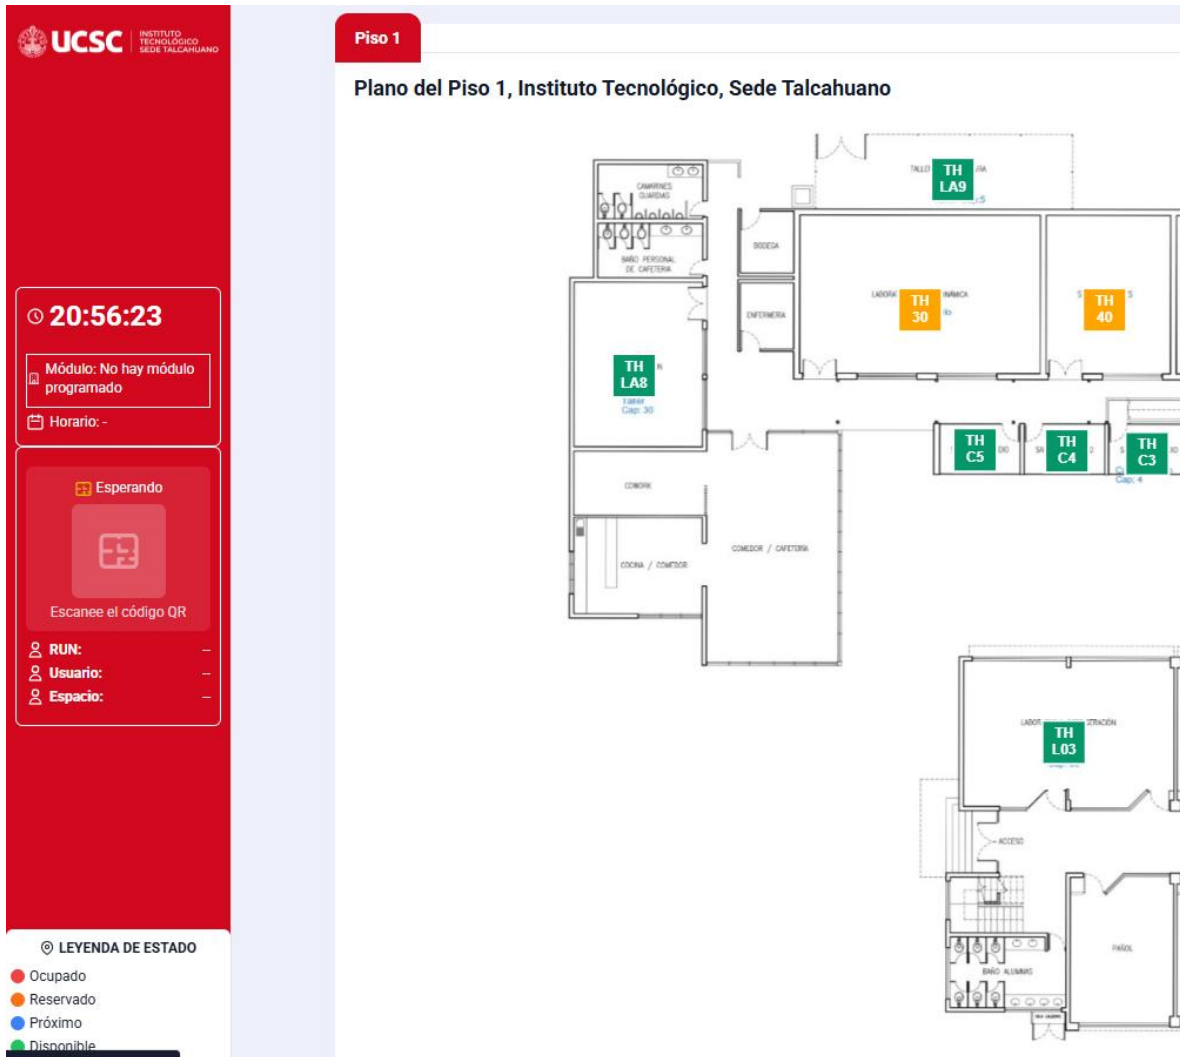 UCSC
INSTITUTO
TECNOLÓGICO
SEDE TALCAHUANO
20:56:23
Módulo: No hay módulo
programado
Horario: -
Esperando
Escanee el código QR
RUN: --
Usuario: --
Espacio: --
LEYENDA DE ESTADO
Ocupado
Reservado
Próximo
Disponible
Piso 1
Plano del Piso 1, Instituto Tecnológico, Sede Talcahuano
TH
LA9
CAMARINES
GUARDIAS
BAÑO PERSONAL
DE CAFETERIA
BODEGA
ENFERMERIA
TH
30
TH
40
TH
LA8
Taller
Cap: 30
TH
C5
TH
C4
TH
C3
Cap: 4
COWORK
COCINA / COMEDOR
COMEDOR / CAFETERIA
TH
L03
ACCESO
BAÑO ALUMNAS
PAÑOL